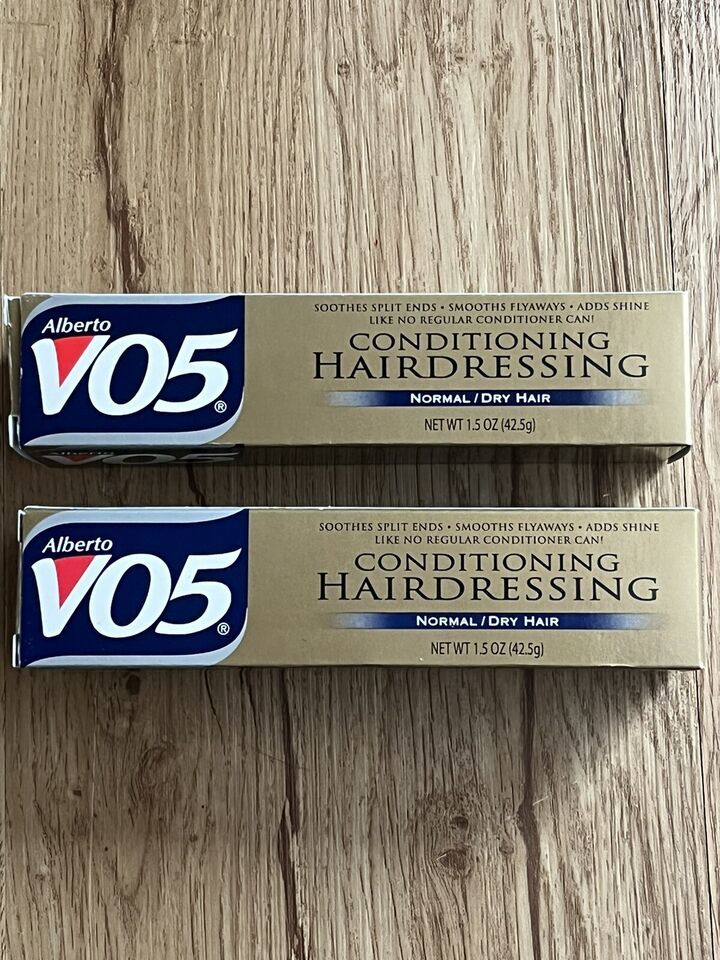 Alberto
VO5®
SOOTHES SPLIT ENDS • SMOOTHS FLYAWAYS • ADDS SHINE
LIKE NO REGULAR CONDITIONER CAN!
CONDITIONING
HAIRDRESSING
NORMAL / DRY HAIR
NET WT 1.5 OZ (42.5g)
Alberto
VO5
Alberto
VO5®
SOOTHES SPLIT ENDS • SMOOTHS FLYAWAYS • ADDS SHINE
LIKE NO REGULAR CONDITIONER CAN!
CONDITIONING
HAIRDRESSING
NORMAL / DRY HAIR
NET WT 1.5 OZ (42.5g)